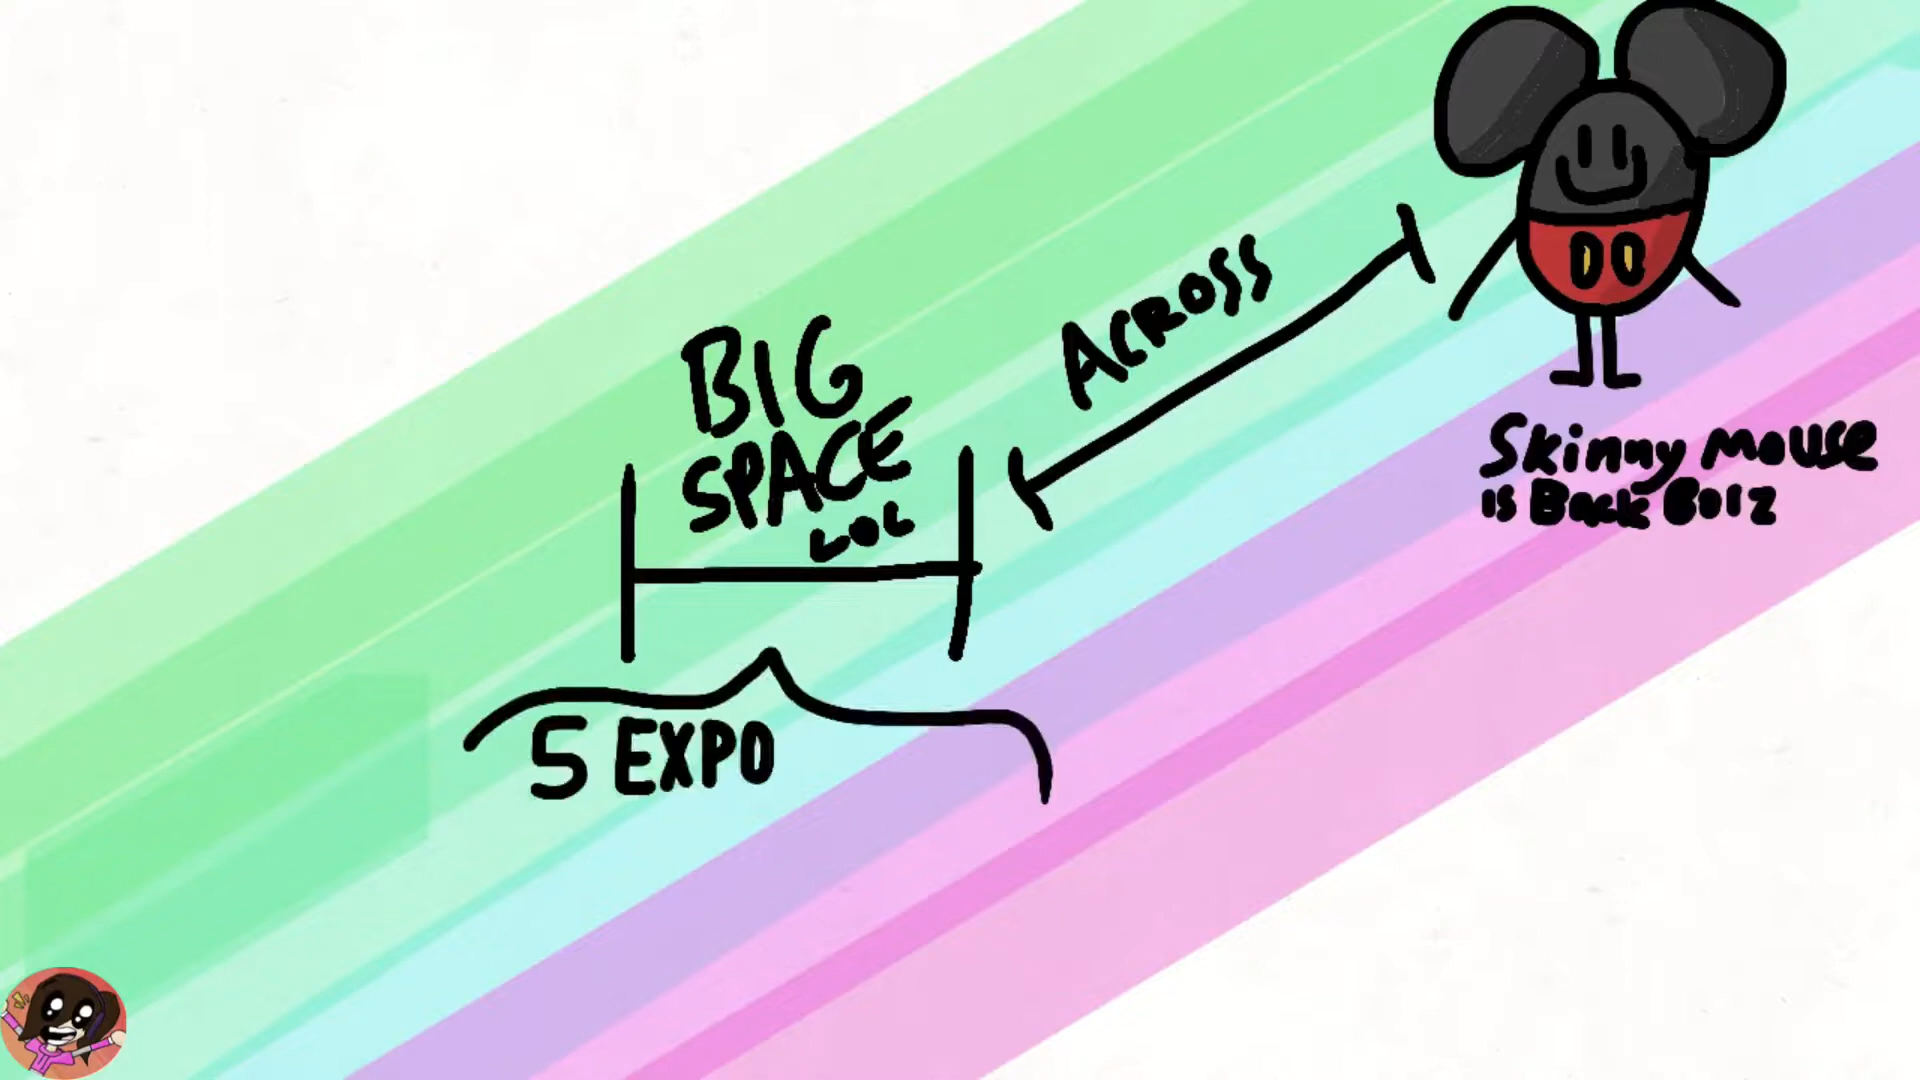 BIG
SPACE
LOL
ACROSS
Skinny mouse
is Back Boiz
5 EXPO